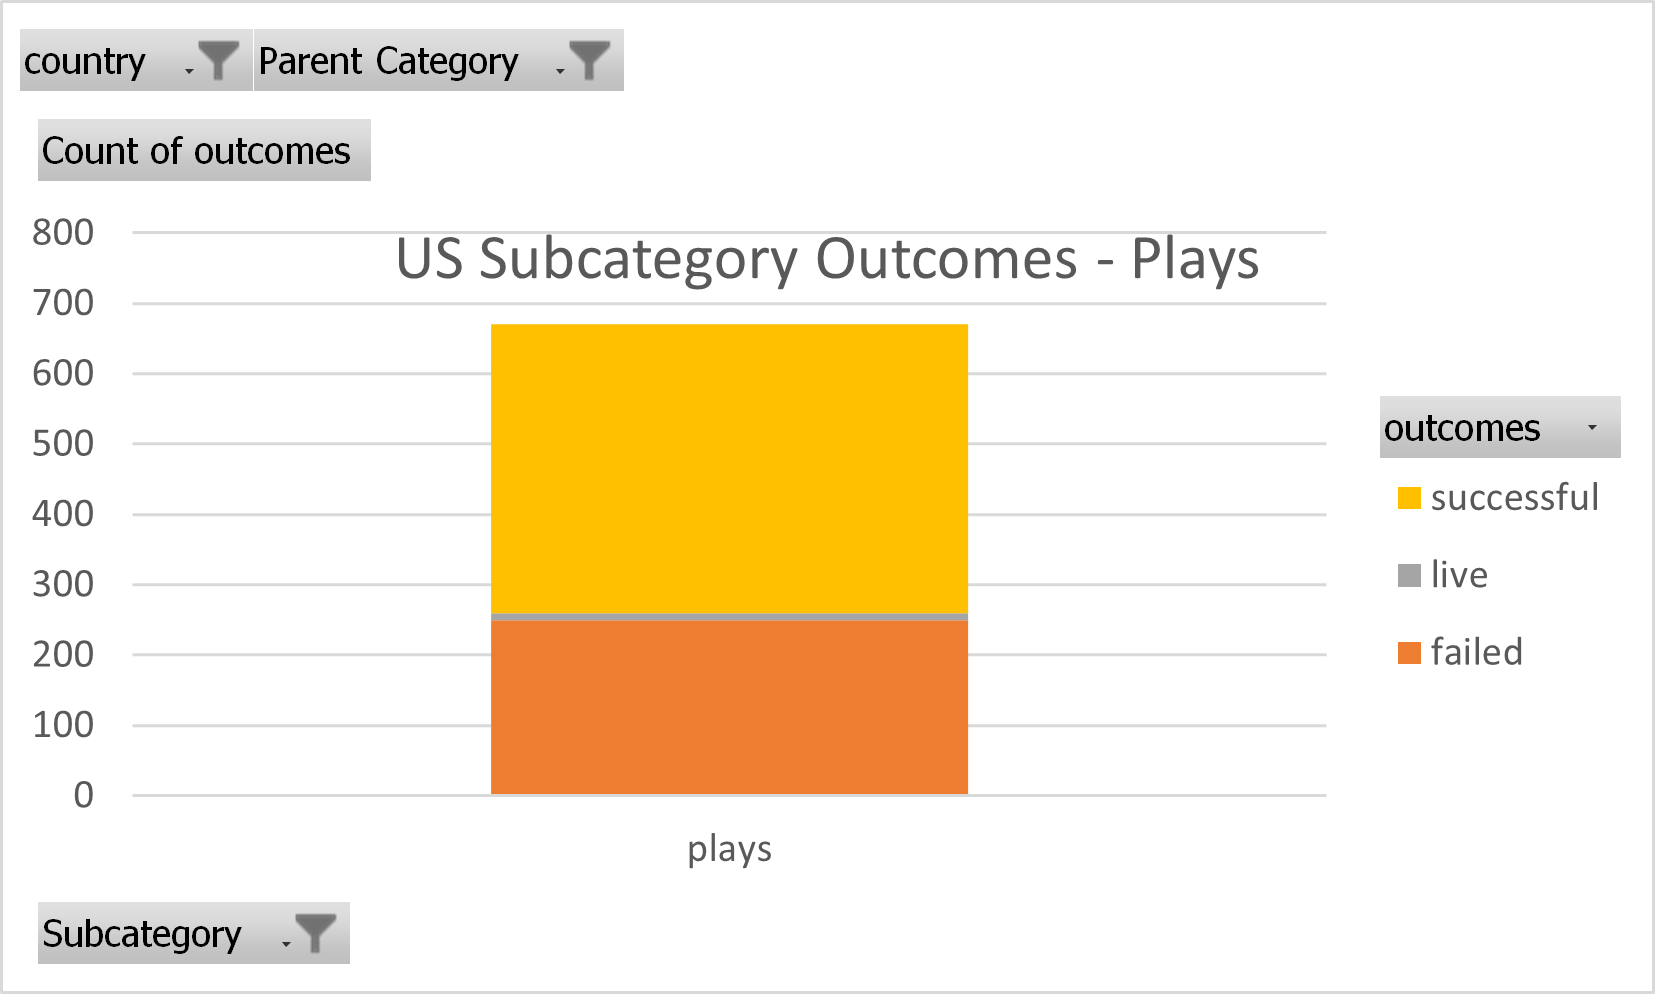 country Parent Category
Count of outcomes
US Subcategory Outcomes - Plays
800
700
600
500
400
300
200
100
0
plays
outcomes
successful
live
failed
Subcategory